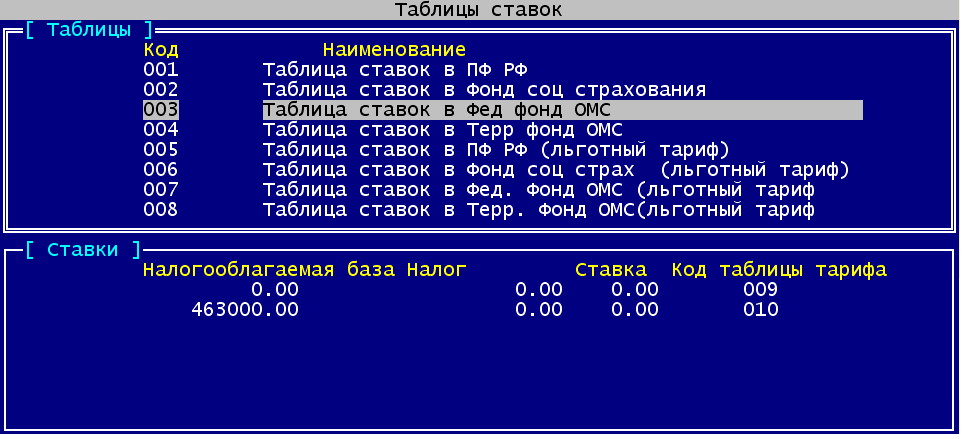 Таблицы ставок
[ Таблицы ]
Код Наименование
001 Таблица ставок в ПФ РФ
002 Таблица ставок в Фонд соц страхования
003 Таблица ставок в Фед фонд ОМС
004 Таблица ставок в Терр фонд ОМС
005 Таблица ставок в ПФ РФ (льготный тариф)
006 Таблица ставок в Фонд соц страх (льготный тариф)
007 Таблица ставок в Фед. Фонд ОМС (льготный тариф
008 Таблица ставок в Терр. Фонд ОМС(льготный тариф
[ Ставки ]
Налогооблагаемая база Налог Ставка Код таблицы тарифа
0.00 0.00 0.00 009
463000.00 0.00 0.00 010